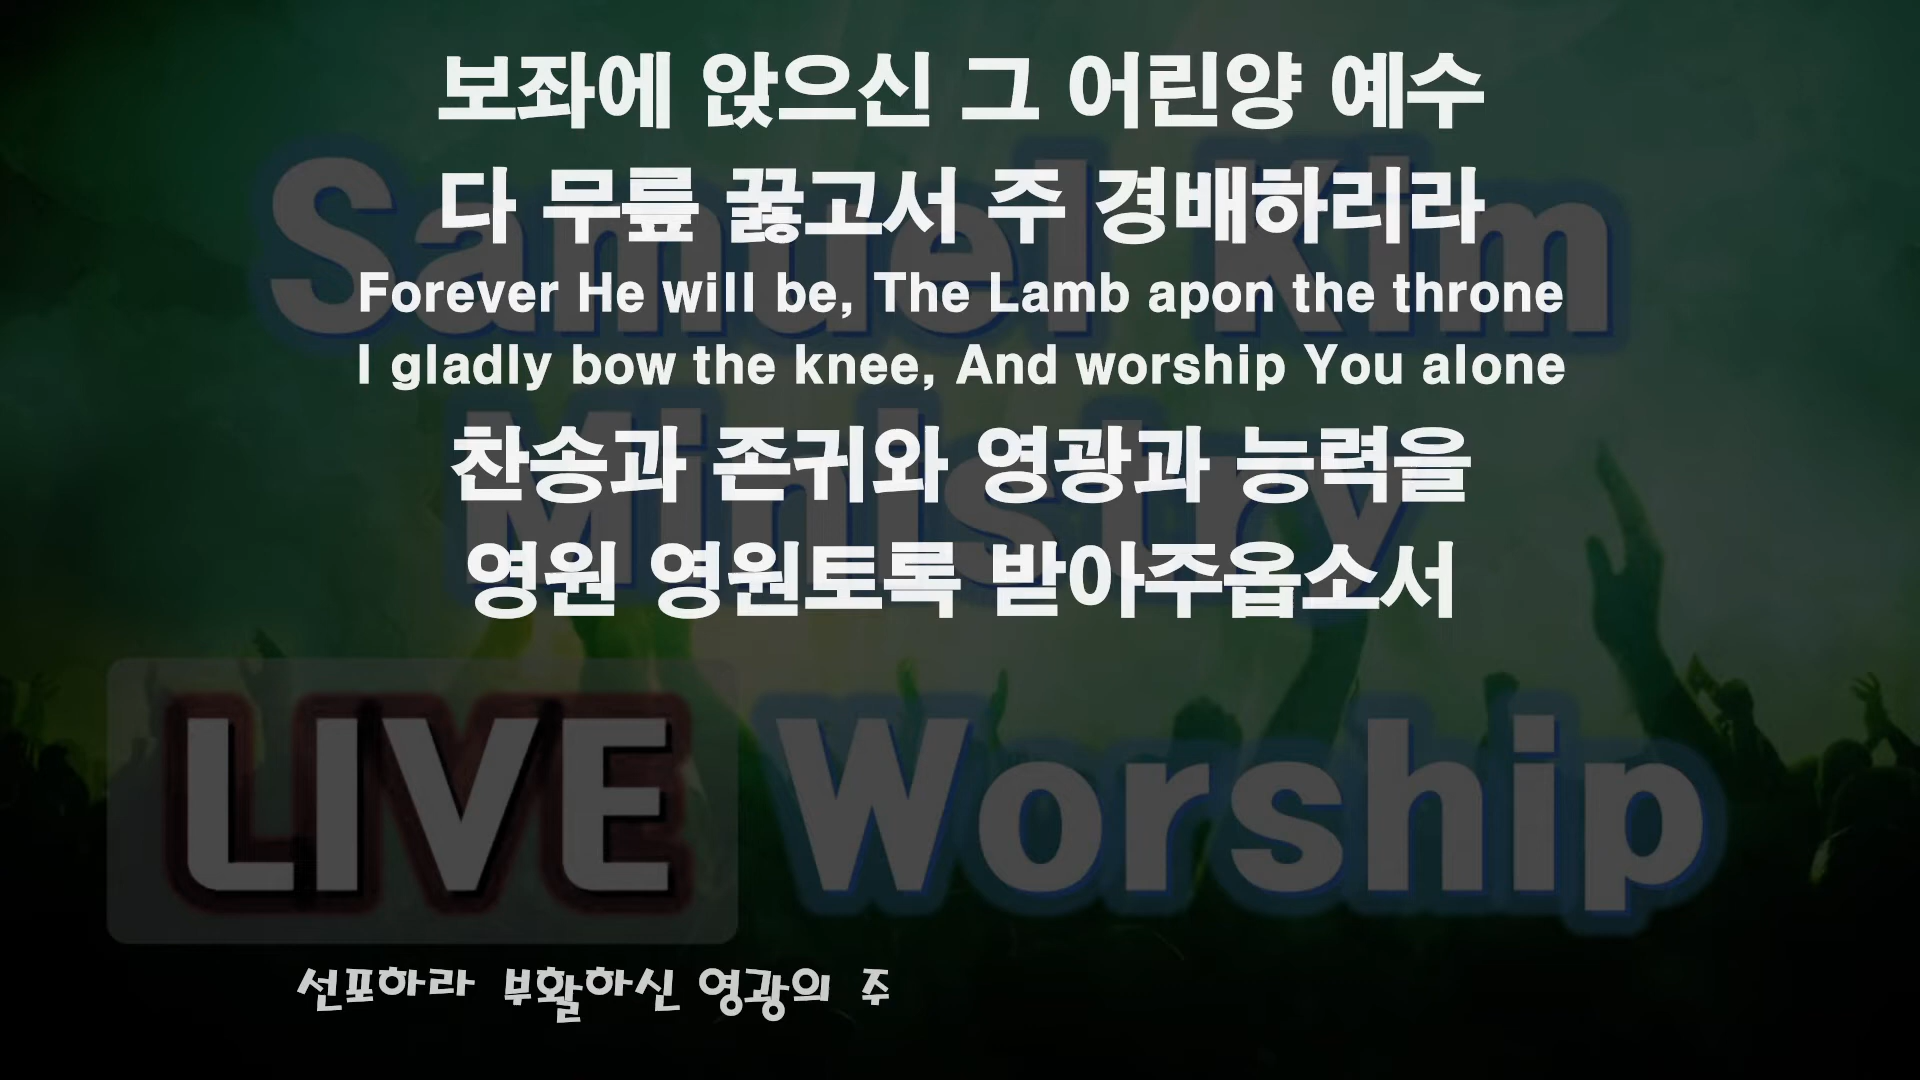 보좌에 앉으신 그 어린양 예수
다 무릎 꿇고서 주 경배하리라
Forever He will be, The Lamb apon the throne
I gladly bow the knee, And worship You alone
찬송과 존귀와 영광과 능력을
영원 영원토록 받아주옵소서
Samuel Kim
Ministry
LIVE Worship
선포하라 부활하신 영광의 주